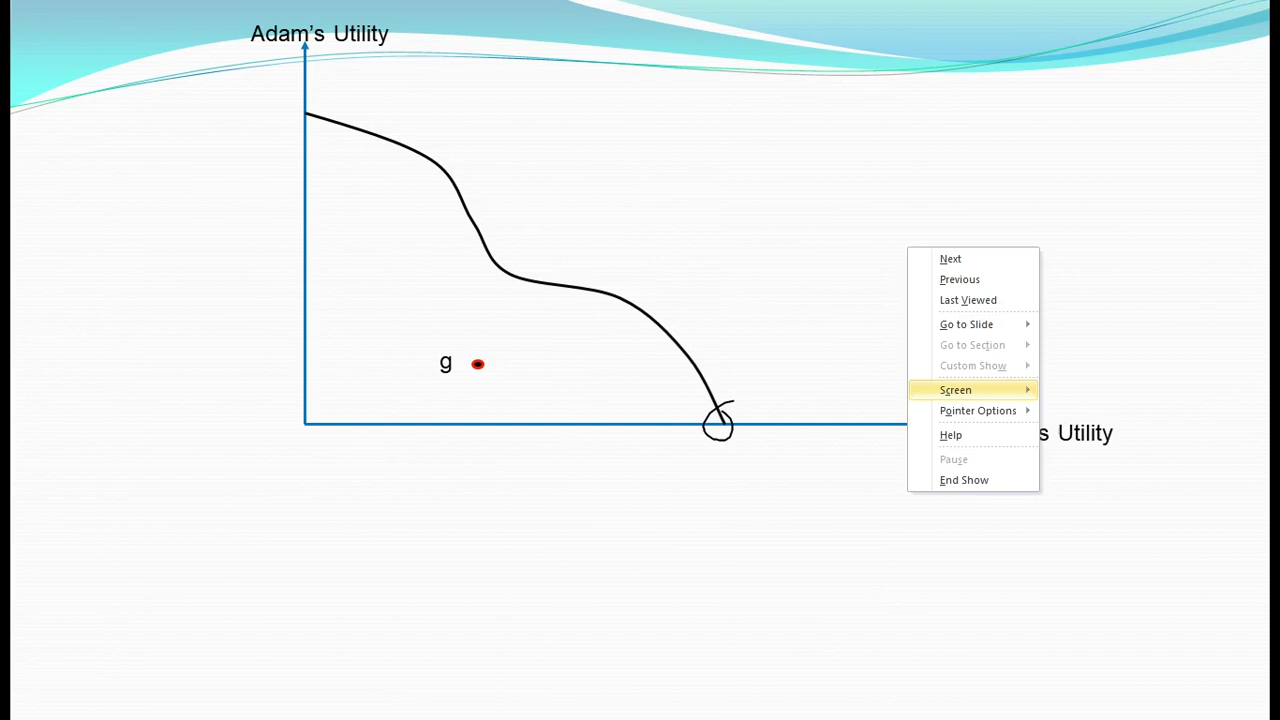 Adam's Utility
g
s Utility
Next
Previous
Last Viewed
Go to Slide
Go to Section
Custom Show
Screen
Pointer Options
Help
Pause
End Show